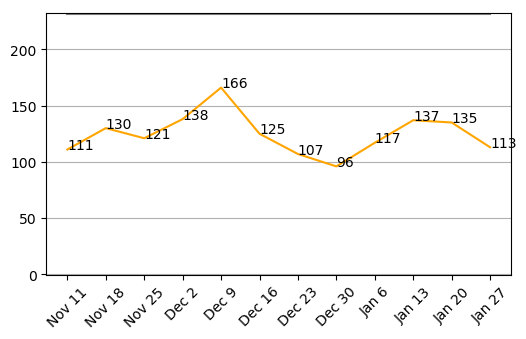 200
150
100
50
0
111
130
121
138
166
125
107
96
117
137
135
113
Nov 11
Nov 18
Nov 25
Dec 2
Dec 9
Dec 16
Dec 23
Dec 30
Jan 6
Jan 13
Jan 20
Jan 27